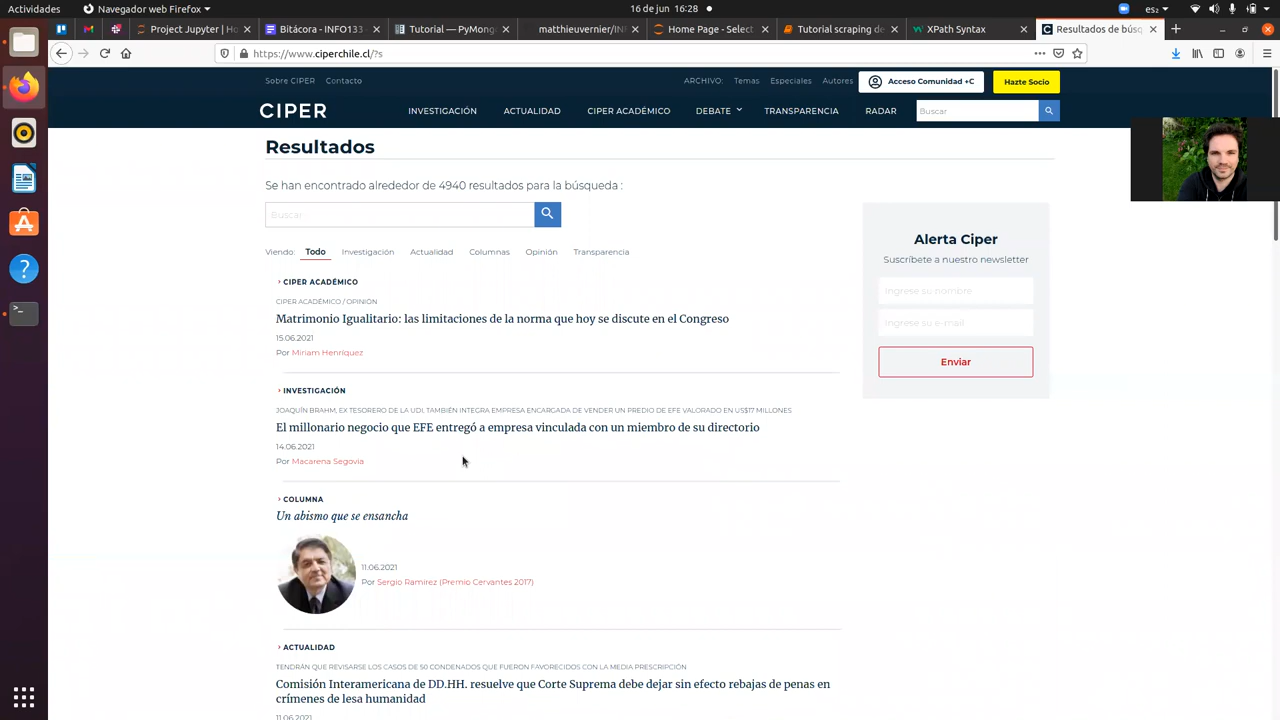 Navegador web Firefox
16 de jun 16:28
Project Jupyter | Ho
Bitácora - INFO133
Tutorial — PyMong
matthieuvernier/INF
Home Page - Select
Tutorial scraping de
XPath Syntax
Resultados de búsq
https://www.ciperchile.cl/?s
Sobre CIPER Contacto
ARCHIVO: Temas Especiales Autores
Acceso Comunidad +C
Hazte Socio
CIPER
INVESTIGACIÓN ACTUALIDAD CIPER ACADÉMICO DEBATE TRANSPARENCIA RADAR
Buscar
Resultados
Se han encontrado alrededor de 4940 resultados para la búsqueda :
Buscar
Viendo: Todo Investigación Actualidad Columnas Opinión Transparencia
CIPER ACADÉMICO
CIPER ACADÉMICO / OPINIÓN
Matrimonio Igualitario: las limitaciones de la norma que hoy se discute en el Congreso
15.06.2021
Por Miriam Henríquez
INVESTIGACIÓN
JOAQUÍN BRAHM, EX TESORERO DE LA UDI, TAMBIÉN INTEGRA EMPRESA ENCARGADA DE VENDER UN PREDIO DE EFE VALORADO EN US$17 MILLONES
El millonario negocio que EFE entregó a empresa vinculada con un miembro de su directorio
14.06.2021
Por Macarena Segovia
COLUMNA
Un abismo que se ensancha
11.06.2021
Por Sergio Ramírez (Premio Cervantes 2017)
ACTUALIDAD
TENDRÁN QUE REVISARSE LOS CASOS DE 50 CONDENADOS QUE FUERON FAVORECIDOS CON LA MEDIA PRESCRIPCIÓN
Comisión Interamericana de DD.HH. resuelve que Corte Suprema debe dejar sin efecto rebajas de penas en
crímenes de lesa humanidad
11.06.2021
Alerta Ciper
Suscríbete a nuestro newsletter
Ingrese su nombre
Ingrese su e-mail
Enviar